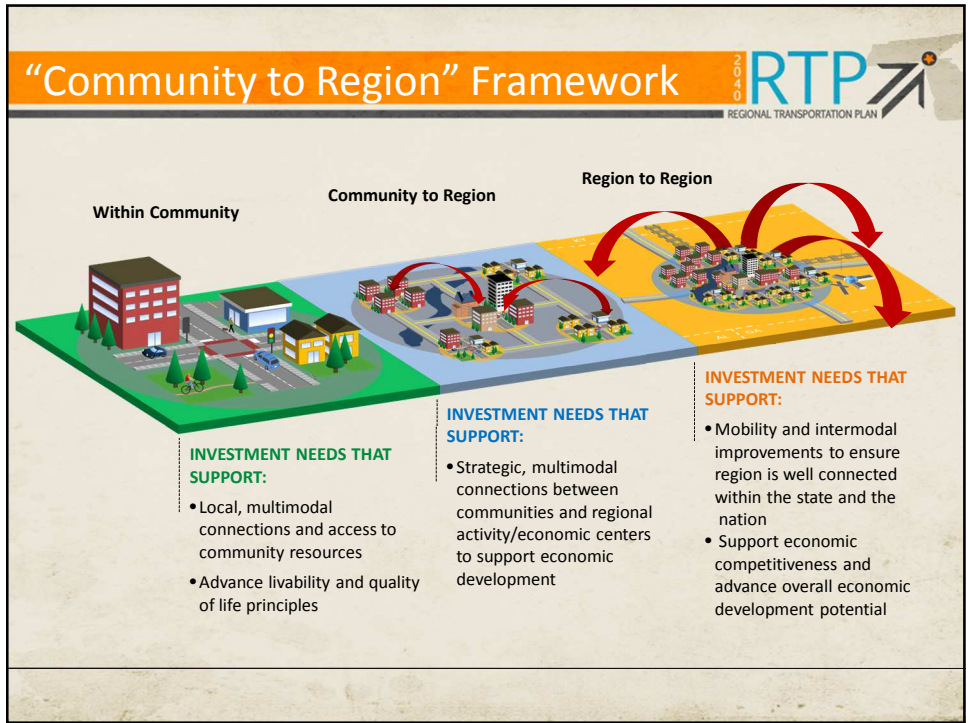 “Community to Region” Framework
2040
RTP
REGIONAL TRANSPORTATION PLAN
Within Community
Community to Region
Region to Region
KY
AL
GA
INVESTMENT NEEDS THAT
SUPPORT:
•Local, multimodal
connections and access to
community resources
•Advance livability and quality
of life principles
INVESTMENT NEEDS THAT
SUPPORT:
•Strategic, multimodal
connections between
communities and regional
activity/economic centers
to support economic
development
INVESTMENT NEEDS THAT
SUPPORT:
•Mobility and intermodal
improvements to ensure
region is well connected
within the state and the
nation
• Support economic
competitiveness and
advance overall economic
development potential